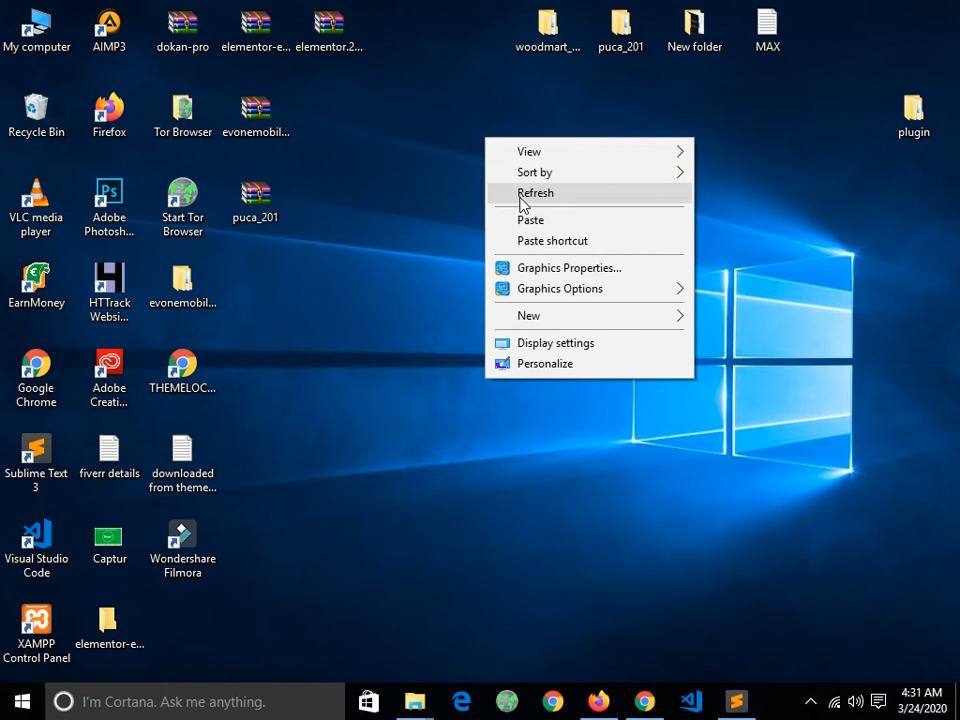 My computer
AIMP3
dokan-pro
elementor-e...
elementor.2...
woodmart_...
puca_201
New folder
MAX
Recycle Bin
Firefox
Tor Browser
evonemobil...
plugin
VLC media
player
Adobe
Photosh...
Start Tor
Browser
puca_201
EarnMoney
HTTrack
Websi...
evonemobil...
Google
Chrome
Adobe
Creati...
THEMELOC...
Sublime Text
3
fiverr details
downloaded
from theme...
Visual Studio
Code
Captur
Wondershare
Filmora
XAMPP
Control Panel
elementor-e...
View
Sort by
Refresh
Paste
Paste shortcut
Graphics Properties...
Graphics Options
New
Display settings
Personalize
I'm Cortana. Ask me anything.
4:31 AM
3/24/2020